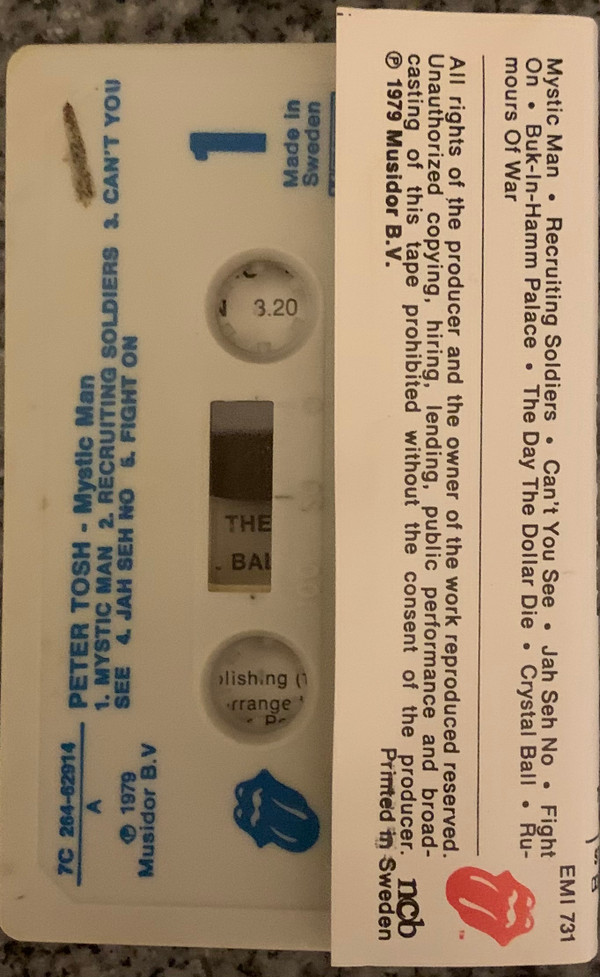 Mystic Man • Recruiting Soldiers • Can't You See • Jah Seh No • Fight
On • Buk-In-Hamm Palace • The Day The Dollar Die • Crystal Ball • Ru-
mours Of War
EMI 731
All rights of the producer and the owner of the work reproduced reserved.
Unauthorized copying, hiring, lending, public performance and broad-
casting of this tape prohibited without the consent of the producer.
℗ 1979 Musidor B.V.
Printed in Sweden
ncb
TM
1
Made In
Sweden
3.20
THE
BAL
lishing (1
rrange
PETER TOSH - Mystic Man
1. MYSTIC MAN 2. RECRUITING SOLDIERS 3. CAN'T YOU
SEE 4. JAH SEH NO 5. FIGHT ON
7C 264-62914
A
℗ 1979
Musidor B.V